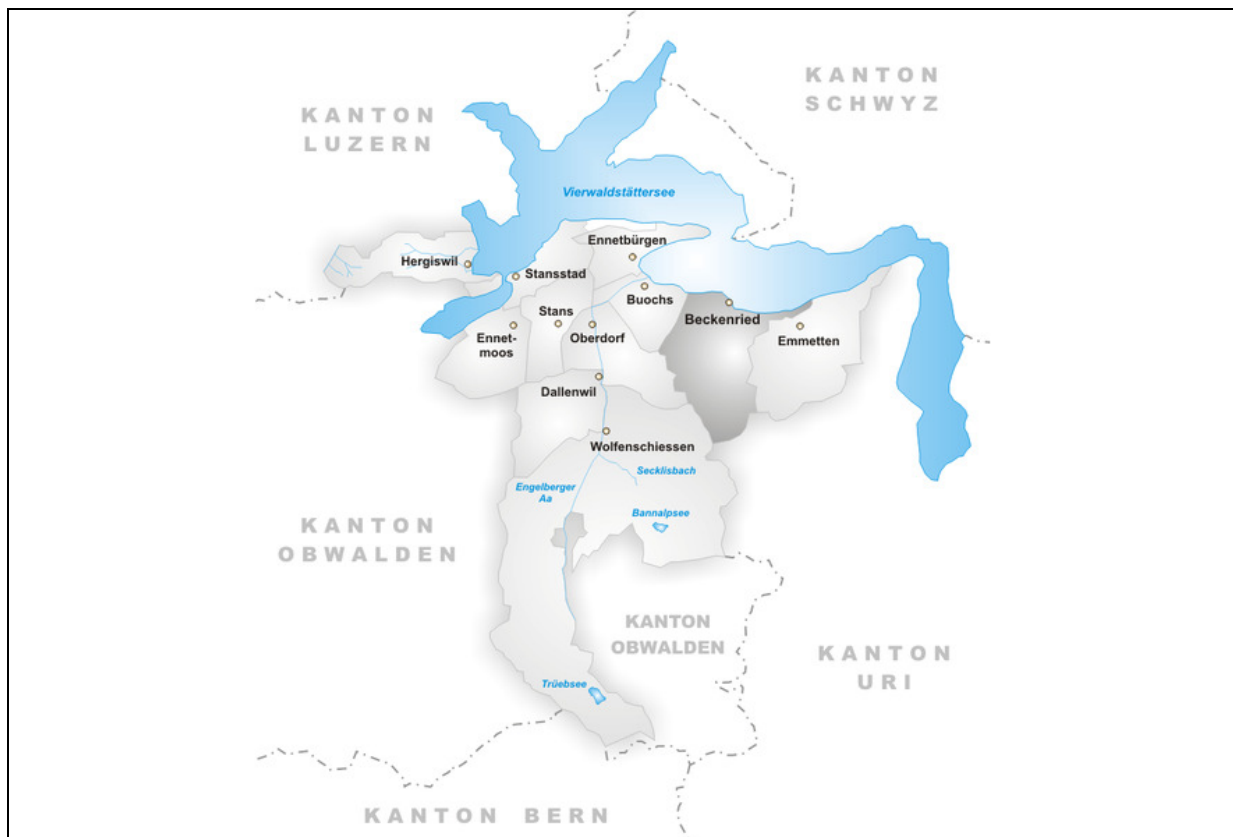 KANTON
SCHWYZ
KANTON
LUZERN
Vierwaldstättersee
Ennetbürgen
Hergiswil
Stansstad
Buochs
Stans
Beckenried
Oberdorf
Ennet-
moos
Emmetten
Dallenwil
Wolfenschiessen
Secklisbach
Engelberger
Aa
Bannalpsee
KANTON
OBWALDEN
KANTON
OBWALDEN
KANTON
URI
Trüebsee
KANTON BERN